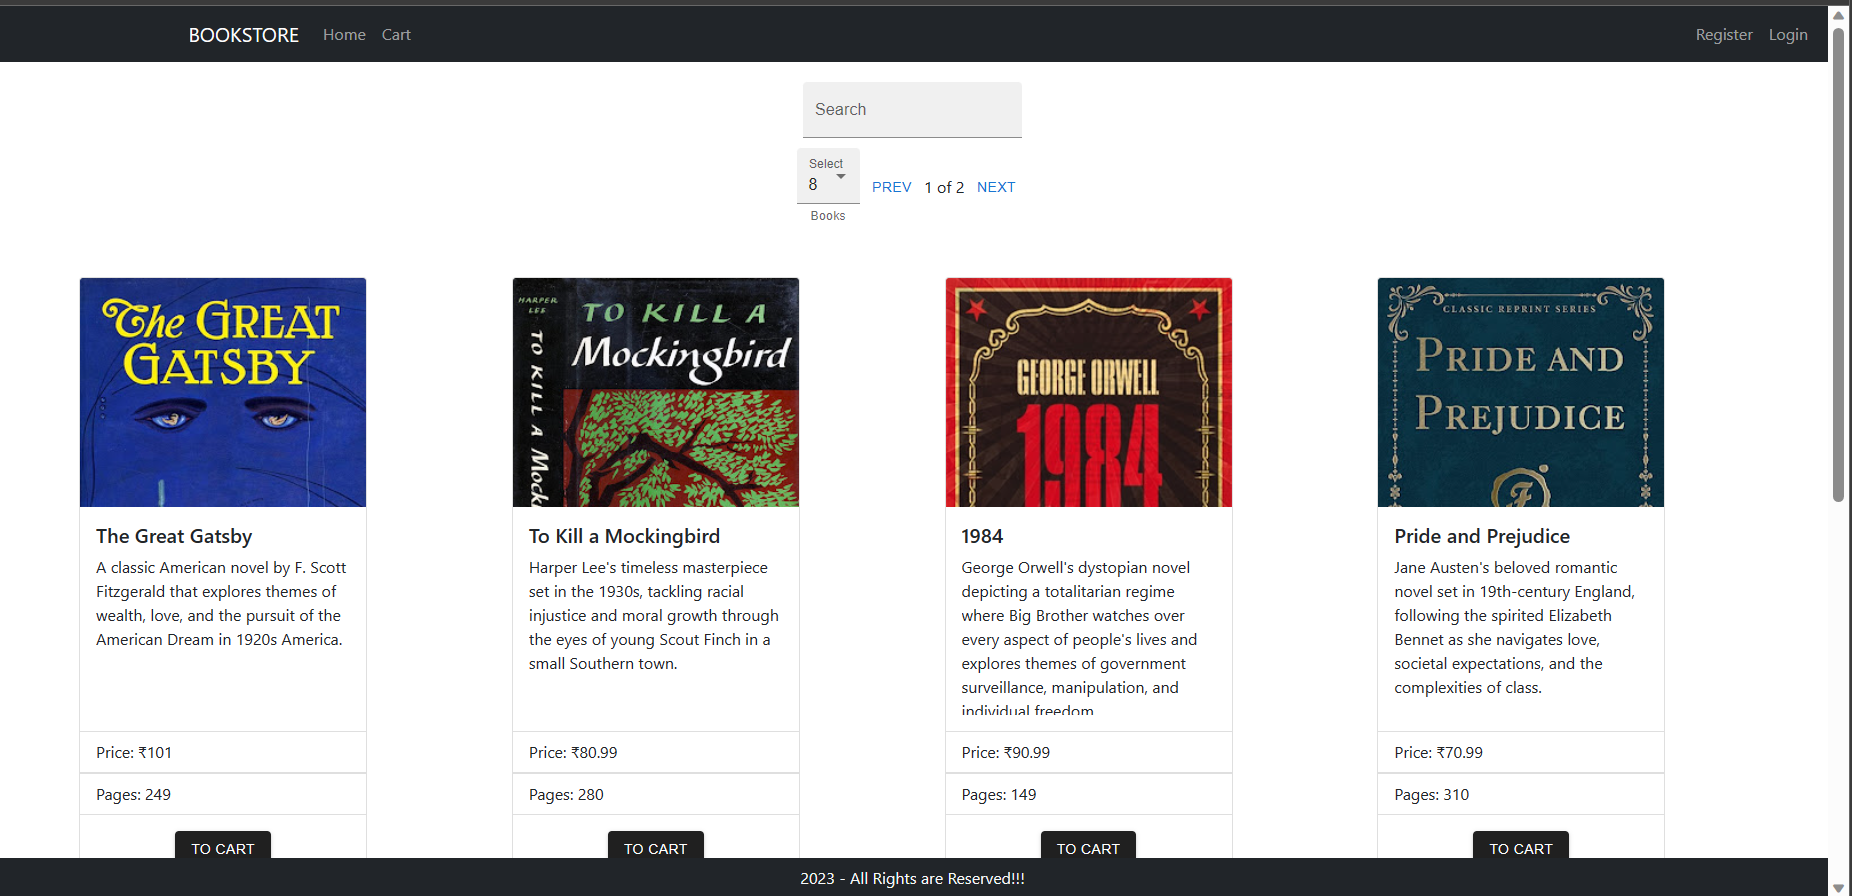 BOOKSTORE Home Cart Register Login
Search
Select
8
PREV 1 of 2 NEXT
Books
The GREAT
GATSBY
The Great Gatsby
A classic American novel by F. Scott
Fitzgerald that explores themes of
wealth, love, and the pursuit of the
American Dream in 1920s America.
Price: ₹101
Pages: 249
TO CART
HARPER
LEE
TO KILL A Mock
TO KILL A
Mockingbird
To Kill a Mockingbird
Harper Lee's timeless masterpiece
set in the 1930s, tackling racial
injustice and moral growth through
the eyes of young Scout Finch in a
small Southern town.
Price: ₹80.99
Pages: 280
TO CART
GEORGE ORWELL
1984
1984
George Orwell's dystopian novel
depicting a totalitarian regime
where Big Brother watches over
every aspect of people's lives and
explores themes of government
surveillance, manipulation, and
individual freedom
Price: ₹90.99
Pages: 149
TO CART
CLASSIC REPRINT SERIES
PRIDE AND
PREJUDICE
F
Pride and Prejudice
Jane Austen's beloved romantic
novel set in 19th-century England,
following the spirited Elizabeth
Bennet as she navigates love,
societal expectations, and the
complexities of class.
Price: ₹70.99
Pages: 310
TO CART
2023 - All Rights are Reserved!!!